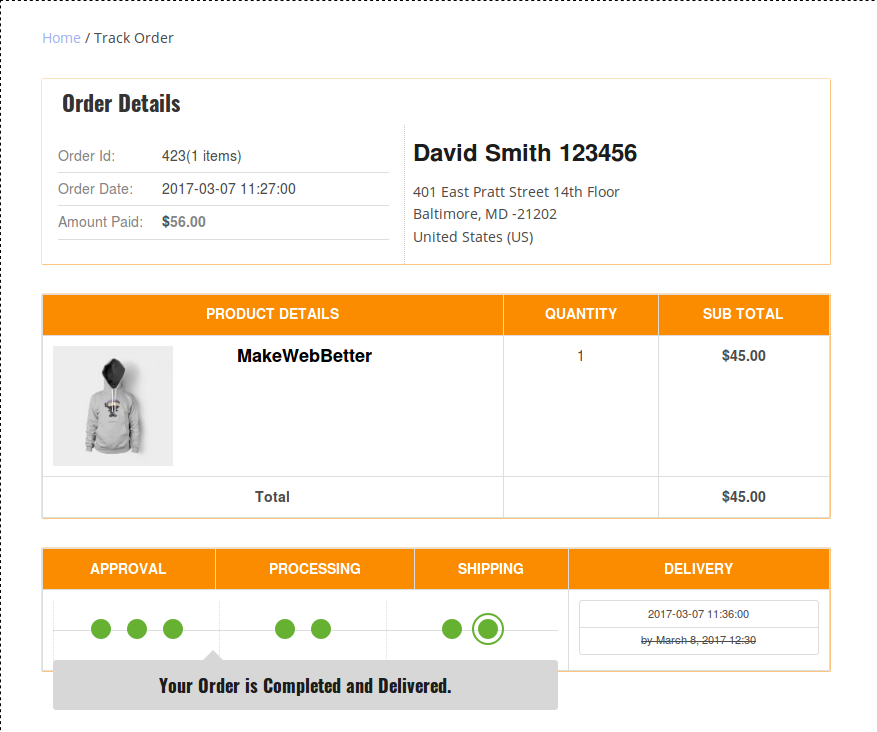 Home / Track Order
Order Details
Order Id: 423(1 items)
Order Date: 2017-03-07 11:27:00
Amount Paid: $56.00
David Smith 123456
401 East Pratt Street 14th Floor
Baltimore, MD -21202
United States (US)
PRODUCT DETAILS QUANTITY SUB TOTAL
MakeWebBetter 1 $45.00
Total $45.00
APPROVAL PROCESSING SHIPPING DELIVERY
2017-03-07 11:36:00
by March 8, 2017 12:30
Your Order is Completed and Delivered.